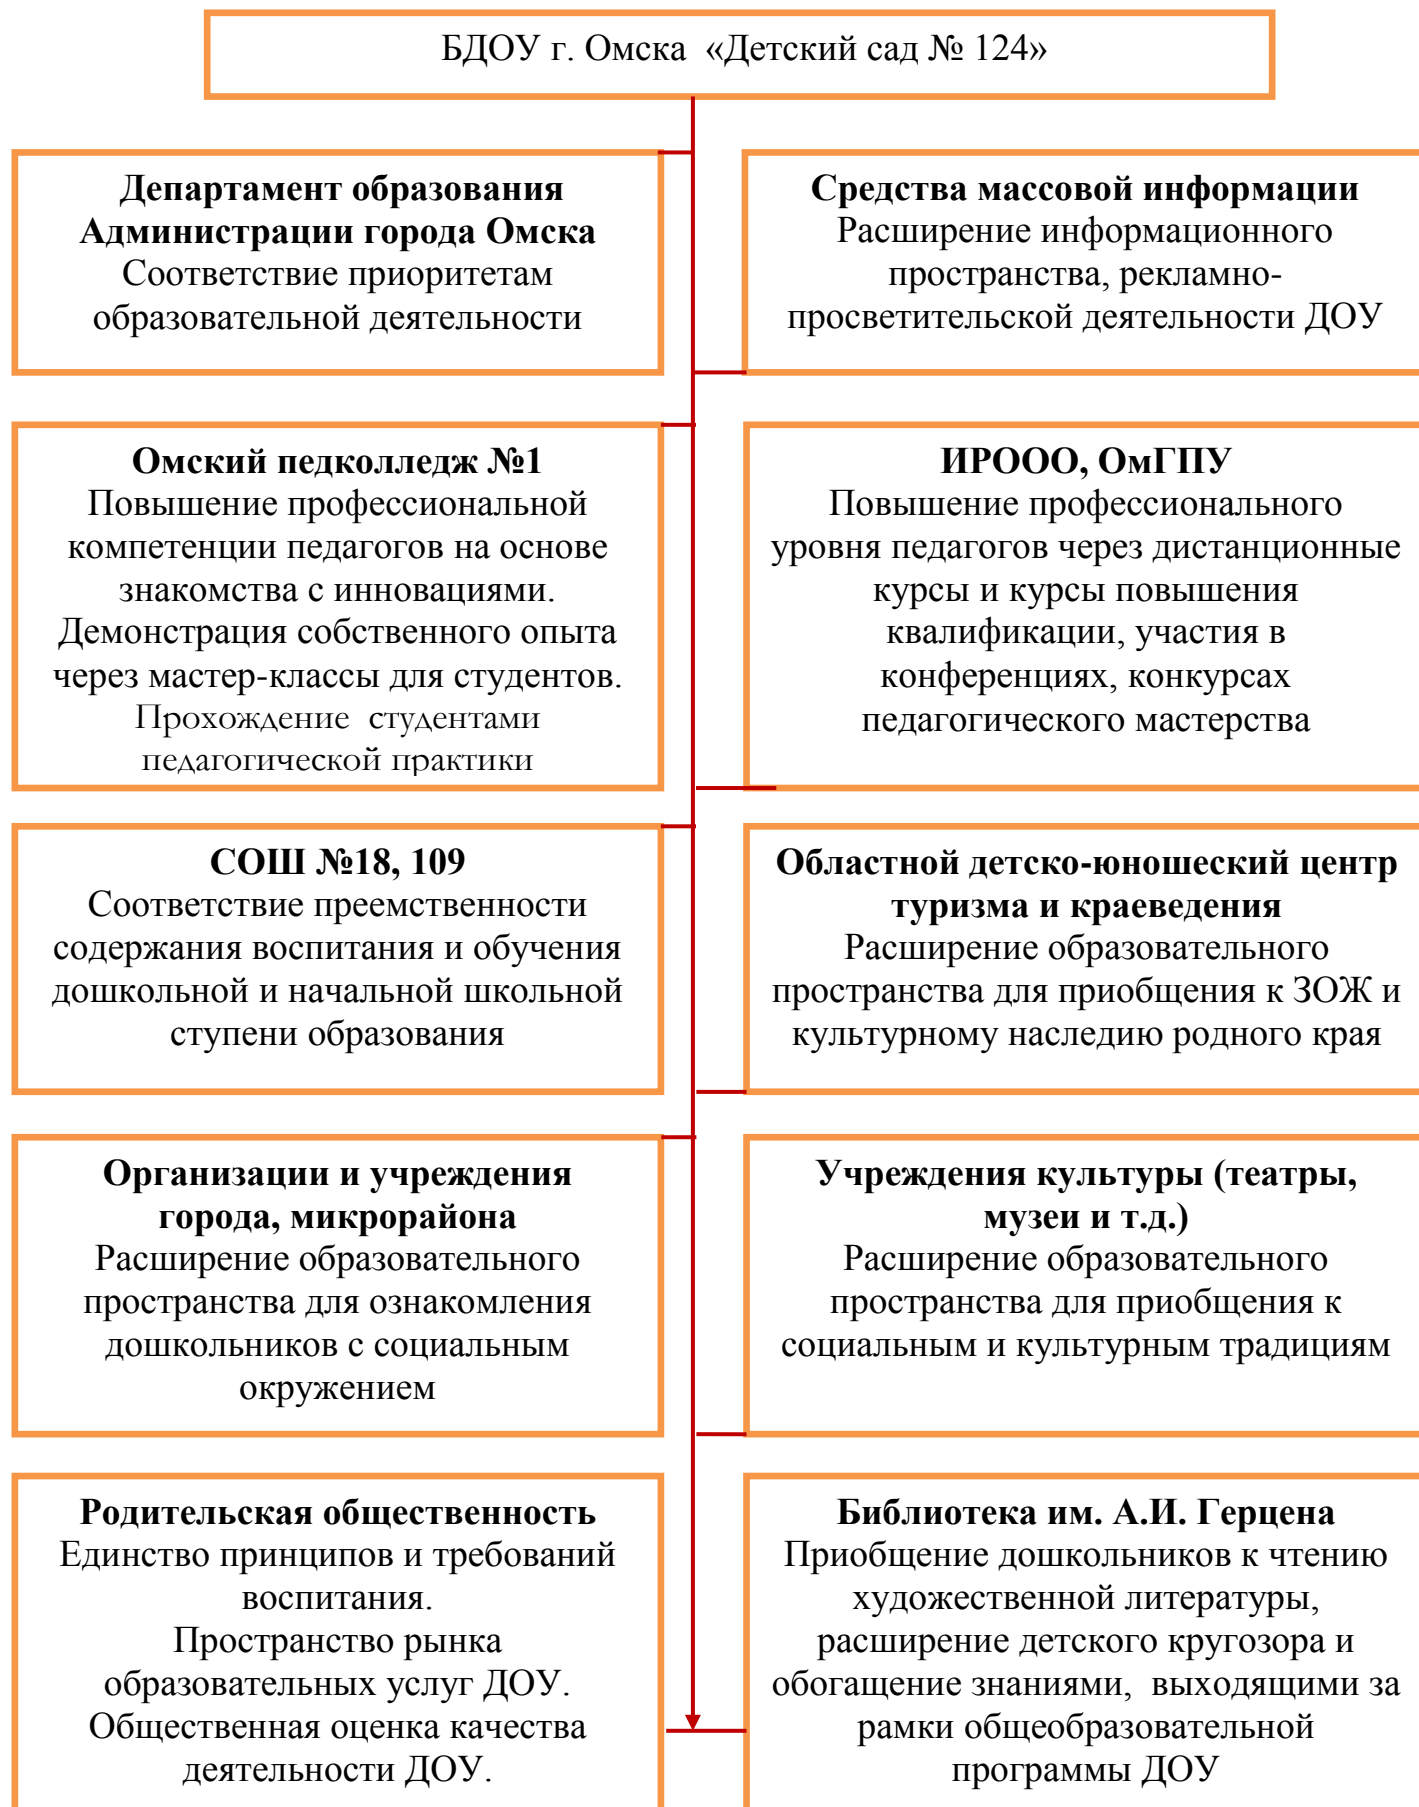 БДОУ г. Омска «Детский сад № 124»
Департамент образования
Администрации города Омска
Соответствие приоритетам
образовательной деятельности
Средства массовой информации
Расширение информационного
пространства, рекламно-
просветительской деятельности ДОУ
Омский педколледж №1
Повышение профессиональной
компетенции педагогов на основе
знакомства с инновациями.
Демонстрация собственного опыта
через мастер-классы для студентов.
Прохождение студентами
педагогической практики
ИРООО, ОмГПУ
Повышение профессионального
уровня педагогов через дистанционные
курсы и курсы повышения
квалификации, участия в
конференциях, конкурсах
педагогического мастерства
СОШ №18, 109
Соответствие преемственности
содержания воспитания и обучения
дошкольной и начальной школьной
ступени образования
Областной детско-юношеский центр
туризма и краеведения
Расширение образовательного
пространства для приобщения к ЗОЖ и
культурному наследию родного края
Организации и учреждения
города, микрорайона
Расширение образовательного
пространства для ознакомления
дошкольников с социальным
окружением
Учреждения культуры (театры,
музеи и т.д.)
Расширение образовательного
пространства для приобщения к
социальным и культурным традициям
Родительская общественность
Единство принципов и требований
воспитания.
Пространство рынка
образовательных услуг ДОУ.
Общественная оценка качества
деятельности ДОУ.
Библиотека им. А.И. Герцена
Приобщение дошкольников к чтению
художественной литературы,
расширение детского кругозора и
обогащение знаниями, выходящими за
рамки общеобразовательной
программы ДОУ